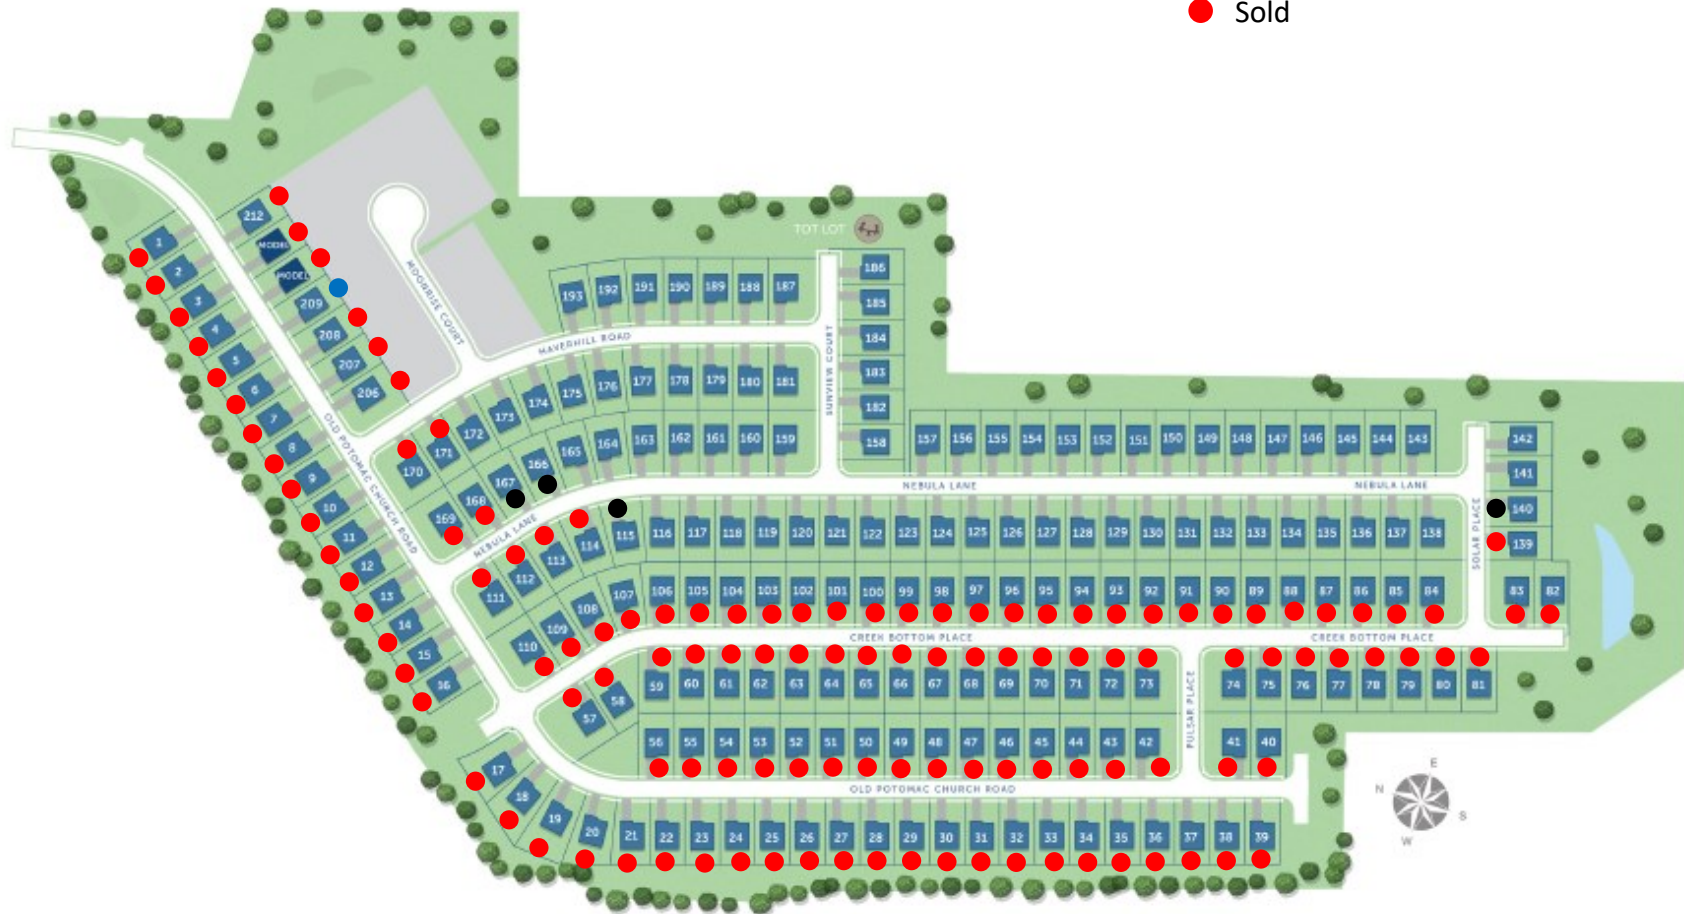 Sold
TOT LOT
212
MODEL
MODEL
209
208
207
206
1
2
3
4
5
6
7
8
9
10
11
12
13
14
15
16
MOONRISE COURT
193 192 191 190 189 188 187
186
185
184
183
182
158
HAVERHILL ROAD
SUNVIEW COURT
170 171 172 173 174 175 176 177 178 179 180 181
169 168 167 166 165 164 163 162 161 160 159
157 156 155 154 153 152 151 150 149 148 147 146 145 144 143
142
141
140
139
OLD POTOMAC CHURCH ROAD
NEBULA LANE
NEBULA LANE
NEBULA LANE
SOLAR PLACE
111 112 113 114 115 116 117 118 119 120 121 122 123 124 125 126 127 128 129 130 131 132 133 134 135 136 137 138
110 109 108 107 106 105 104 103 102 101 100 99 98 97 96 95 94 93 92 91 90 89 88 87 86 85 84 83 82
CREEK BOTTOM PLACE
CREEK BOTTOM PLACE
57 58 59 60 61 62 63 64 65 66 67 68 69 70 71 72 73 74 75 76 77 78 79 80 81
PULSAR PLACE
56 55 54 53 52 51 50 49 48 47 46 45 44 43 42 41 40
OLD POTOMAC CHURCH ROAD
17 18 19 20 21 22 23 24 25 26 27 28 29 30 31 32 33 34 35 36 37 38 39
E
N
S
W